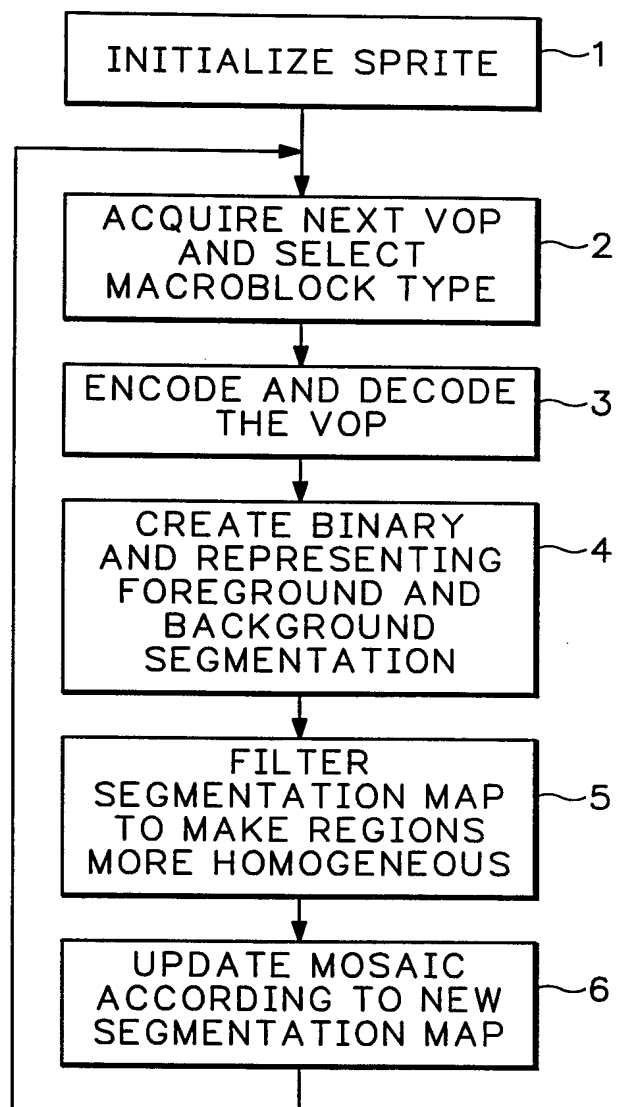 INITIALIZE SPRITE
1
ACQUIRE NEXT VOP
AND SELECT
MACROBLOCK TYPE
2
ENCODE AND DECODE
THE VOP
3
CREATE BINARY
AND REPRESENTING
FOREGROUND AND
BACKGROUND
SEGMENTATION
4
FILTER
SEGMENTATION MAP
TO MAKE REGIONS
MORE HOMOGENEOUS
5
UPDATE MOSAIC
ACCORDING TO NEW
SEGMENTATION MAP
6